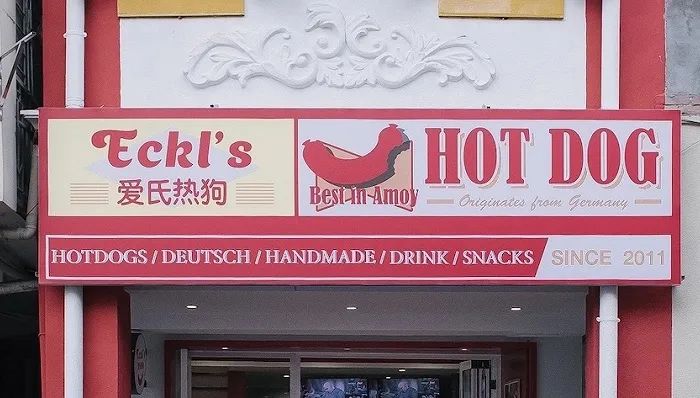 Eckl's
爱氏热狗
Best in Amoy
HOT DOG
Originates from Germany
HOTDOGS / DEUTSCH / HANDMADE / DRINK / SNACKS
SINCE 2011